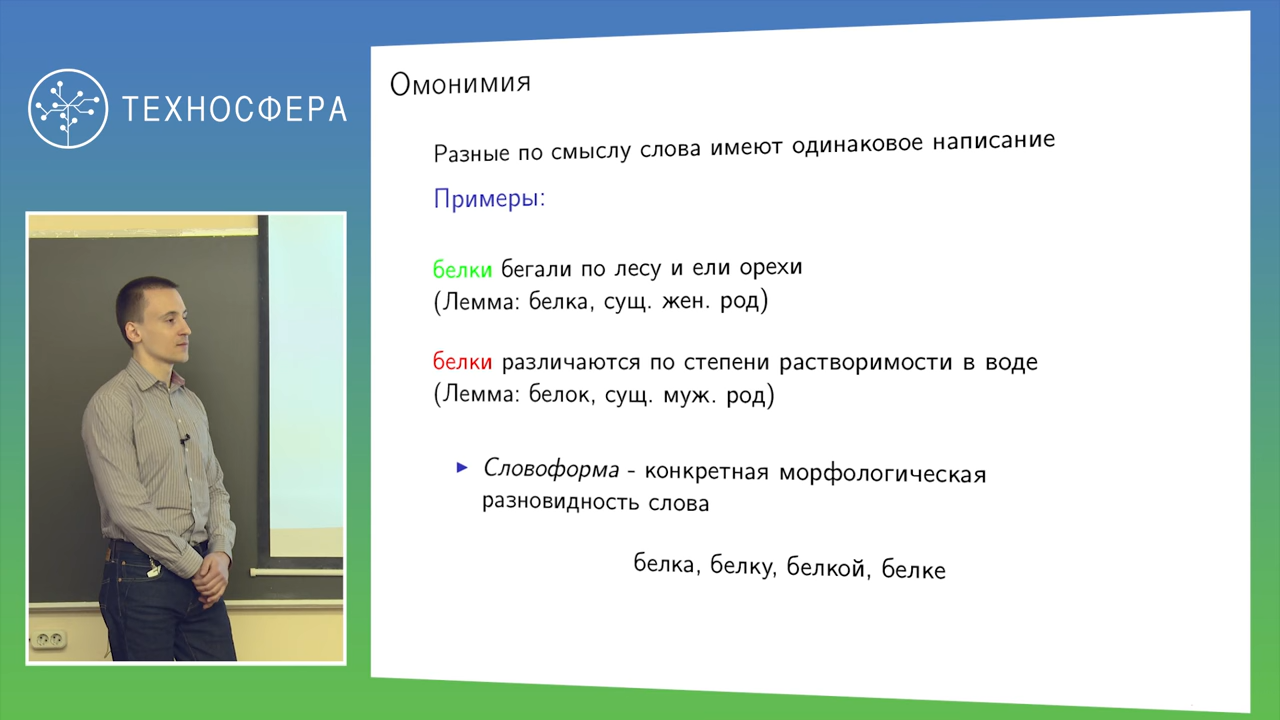 ТЕХНОСФЕРА
Омонимия
Разные по смыслу слова имеют одинаковое написание
Примеры:
белки бегали по лесу и ели орехи
(Лемма: белка, сущ. жен. род)
белки различаются по степени растворимости в воде
(Лемма: белок, сущ. муж. род)
Словоформа - конкретная морфологическая
разновидность слова
белка, белку, белкой, белке